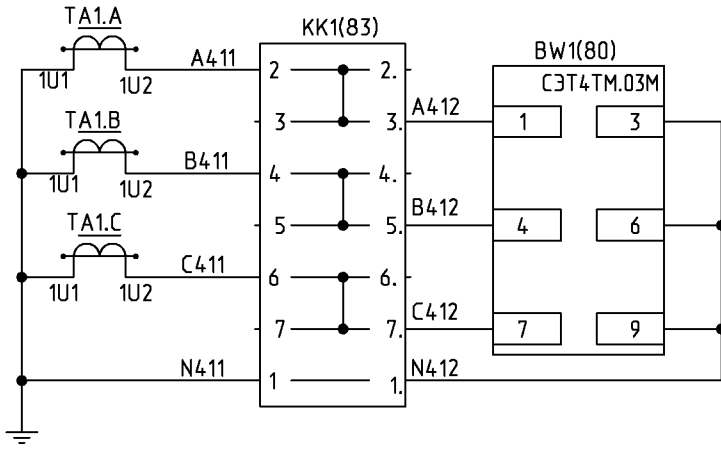 TA1.A
1U1
1U2
A411
TA1.B
1U1
1U2
B411
TA1.C
1U1
1U2
C411
N411
KK1(83)
2
2.
3
3.
4
4.
5
5.
6
6.
7
7.
1
1.
A412
B412
C412
N412
BW1(80)
СЭТ4ТМ.03М
1
3
4
6
7
9